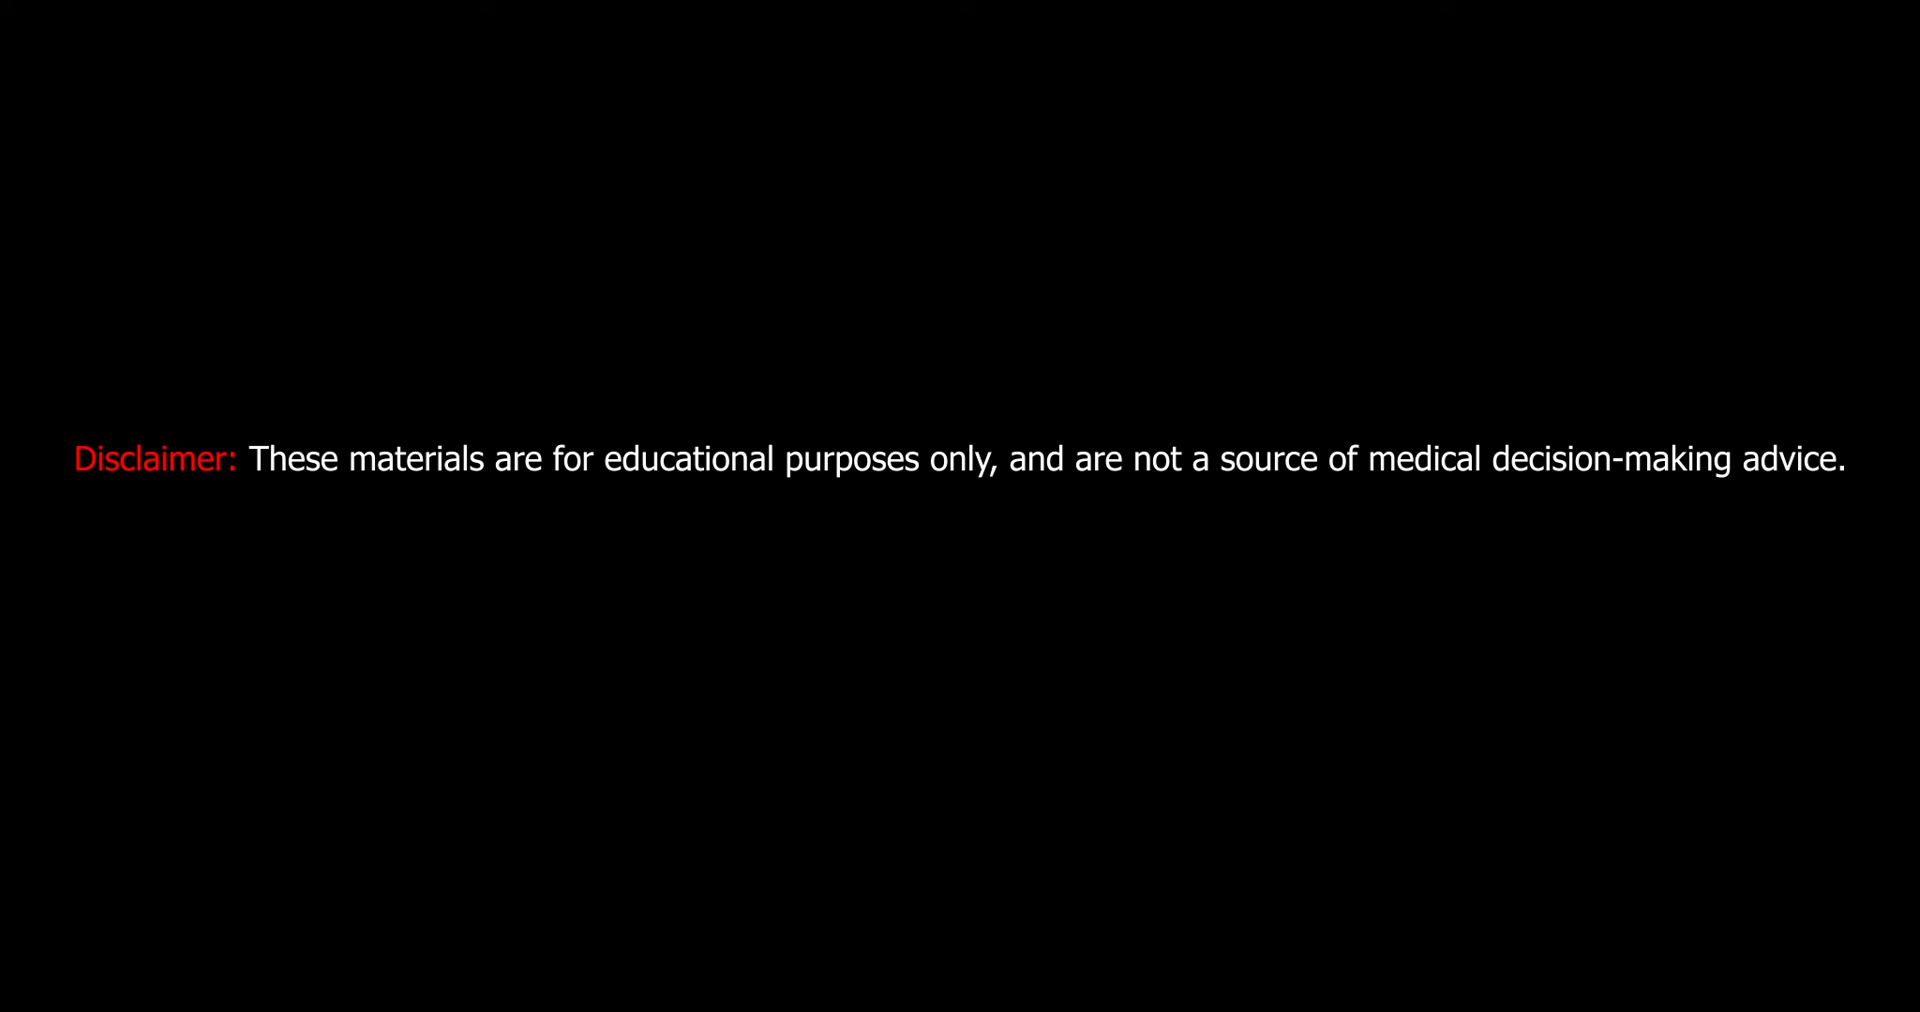 Disclaimer: These materials are for educational purposes only, and are not a source of medical decision-making advice.